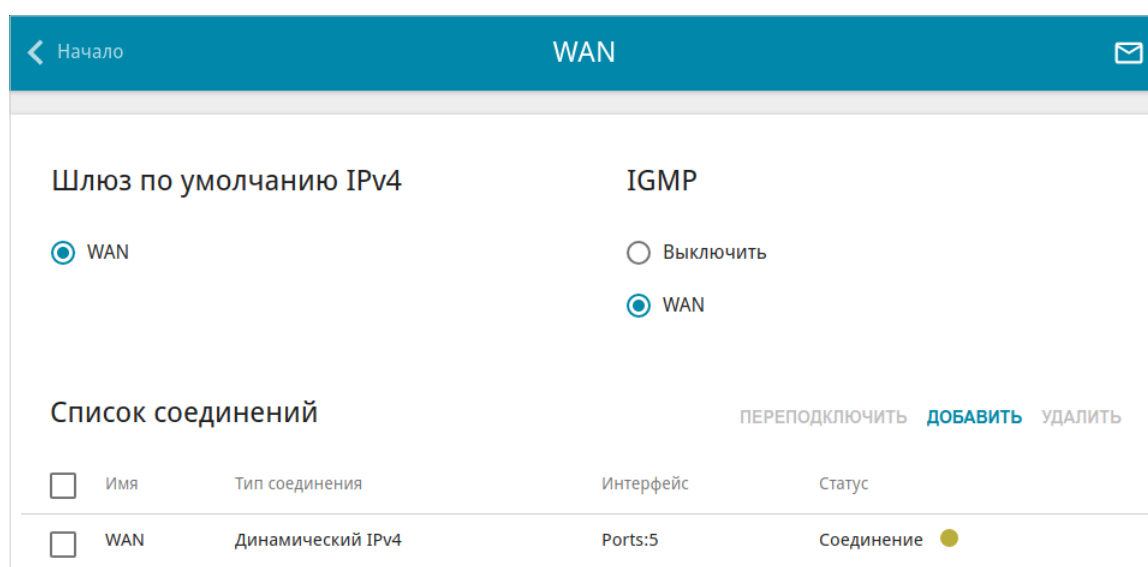 Начало WAN
Шлюз по умолчанию IPv4 IGMP
WAN Выключить
WAN
Список соединений ПЕРЕПОДКЛЮЧИТЬ ДОБАВИТЬ УДАЛИТЬ
Имя Тип соединения Интерфейс Статус
WAN Динамический IPv4 Ports:5 Соединение